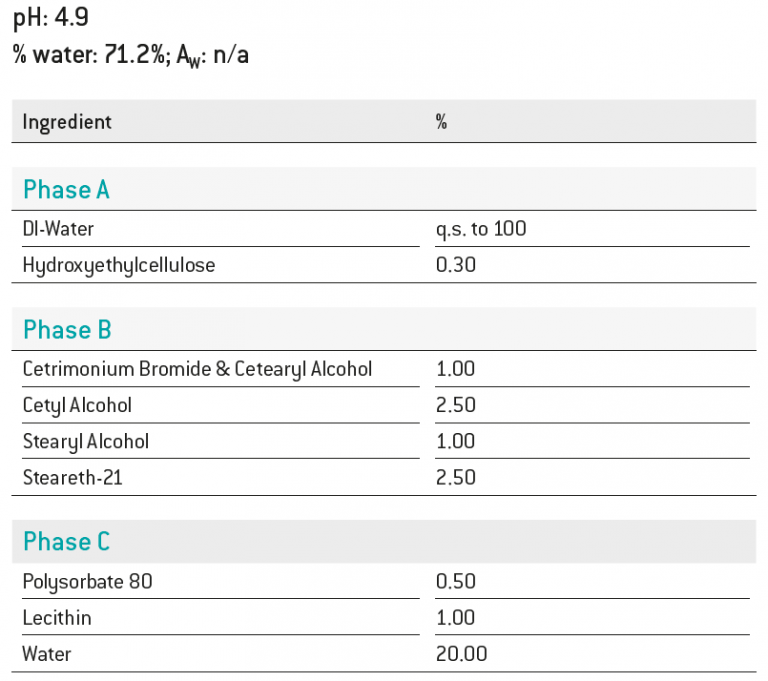 pH: 4.9
% water: 71.2%; Aw: n/a
Ingredient %
Phase A
DI-Water q.s. to 100
Hydroxyethylcellulose 0.30
Phase B
Cetrimonium Bromide & Cetearyl Alcohol 1.00
Cetyl Alcohol 2.50
Stearyl Alcohol 1.00
Steareth-21 2.50
Phase C
Polysorbate 80 0.50
Lecithin 1.00
Water 20.00